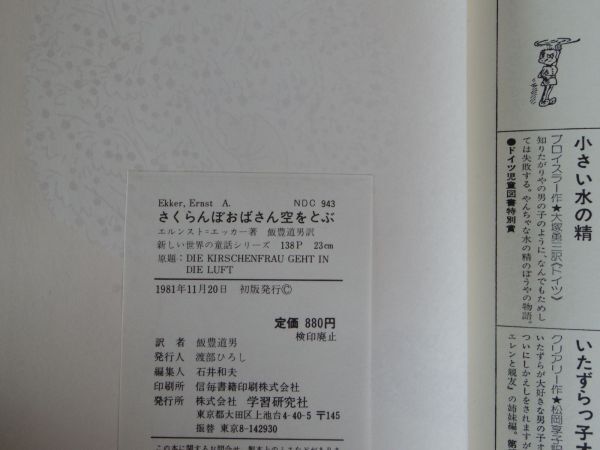 Ekker, Ernst A. NDC 943
さくらんぼおばさん空をとぶ
エルンスト=エッカー著 飯豊道男訳
新しい世界の童話シリーズ 138P 23cm
原題:DIE KIRSCHENFRAU GEHT IN
DIE LUFT
1981年11月20日 初版発行©
定価 880円
検印廃止
訳者 飯豊道男
発行人 渡部ひろし
編集人 石井和夫
印刷所 信毎書籍印刷株式会社
発行所 株式会社 学習研究社
東京都大田区上池台4-40-5 〒145
振替 東京8-142930
小さい水の精
プロイスラー作★大塚勇三訳〈ドイツ〉
知りたがりやの男の子のように、なんでもためし
ては失敗する。やんちゃな水の精のぼうやの物語。
●ドイツ児童図書特別賞
いたずらっ子オ
クリアリー作★松岡享子訳
いたずらが大好きな男の子オ
ついにしかえしをされますが
エレンと親友』の姉妹編。